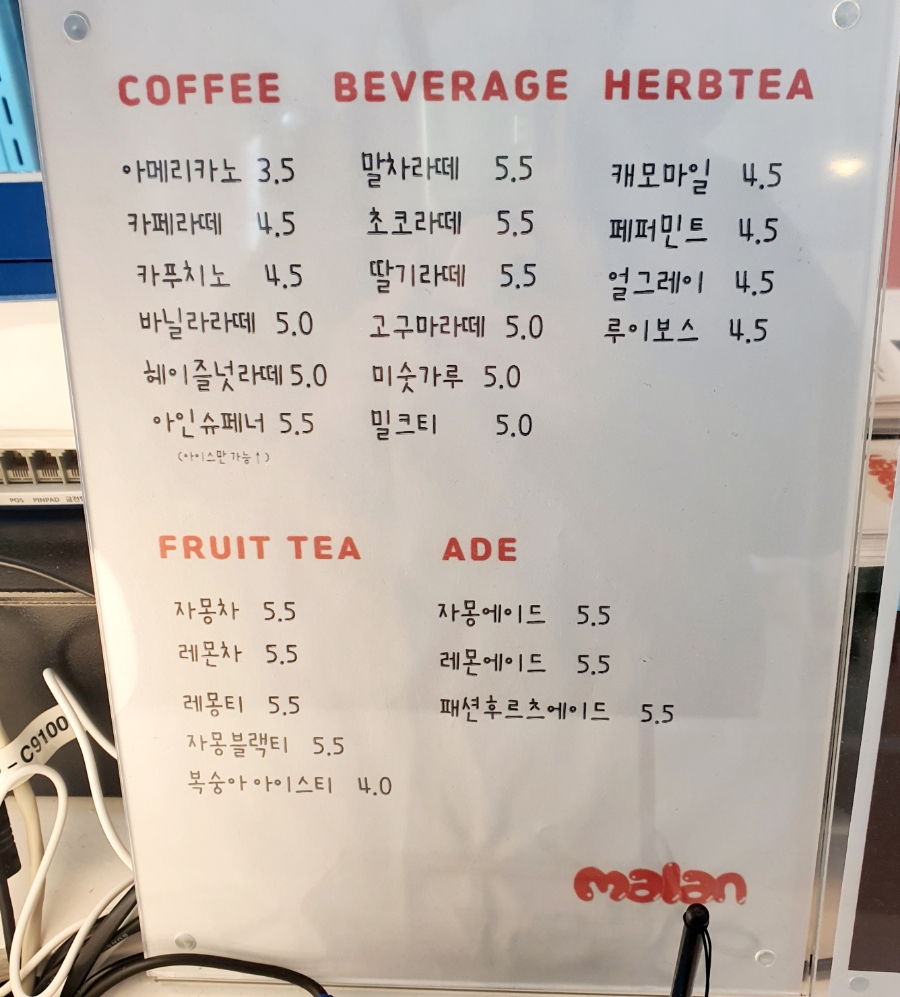 COFFEE
아메리카노 3.5
카페라떼 4.5
카푸치노 4.5
바닐라라떼 5.0
헤이즐넛라떼 5.0
아인슈페너 5.5
(아이스만 가능↑)
BEVERAGE
말차라떼 5.5
초코라떼 5.5
딸기라떼 5.5
고구마라떼 5.0
미숫가루 5.0
밀크티 5.0
HERBTEA
캐모마일 4.5
페퍼민트 4.5
얼그레이 4.5
루이보스 4.5
FRUIT TEA
자몽차 5.5
레몬차 5.5
레몽티 5.5
자몽블랙티 5.5
복숭아 아이스티 4.0
ADE
자몽에이드 5.5
레몬에이드 5.5
패션후르츠에이드 5.5
malan
POS PINPAD
C9100